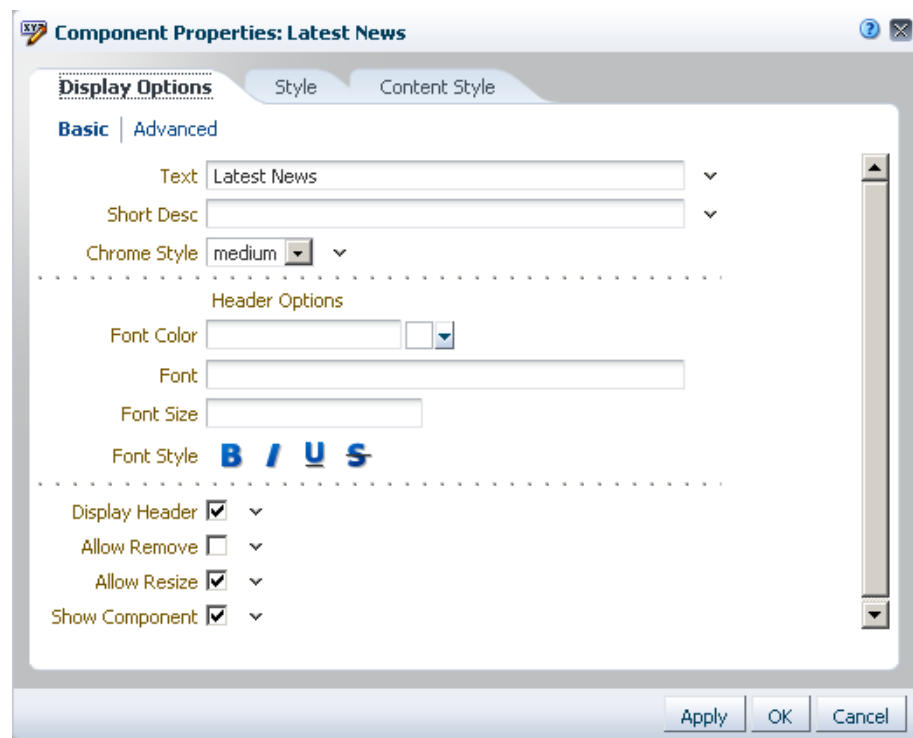 Component Properties: Latest News
Display Options Style Content Style
Basic Advanced
Text Latest News
Short Desc
Chrome Style medium
Header Options
Font Color
Font
Font Size
Font Style B I U S
Display Header
Allow Remove
Allow Resize
Show Component
Apply OK Cancel